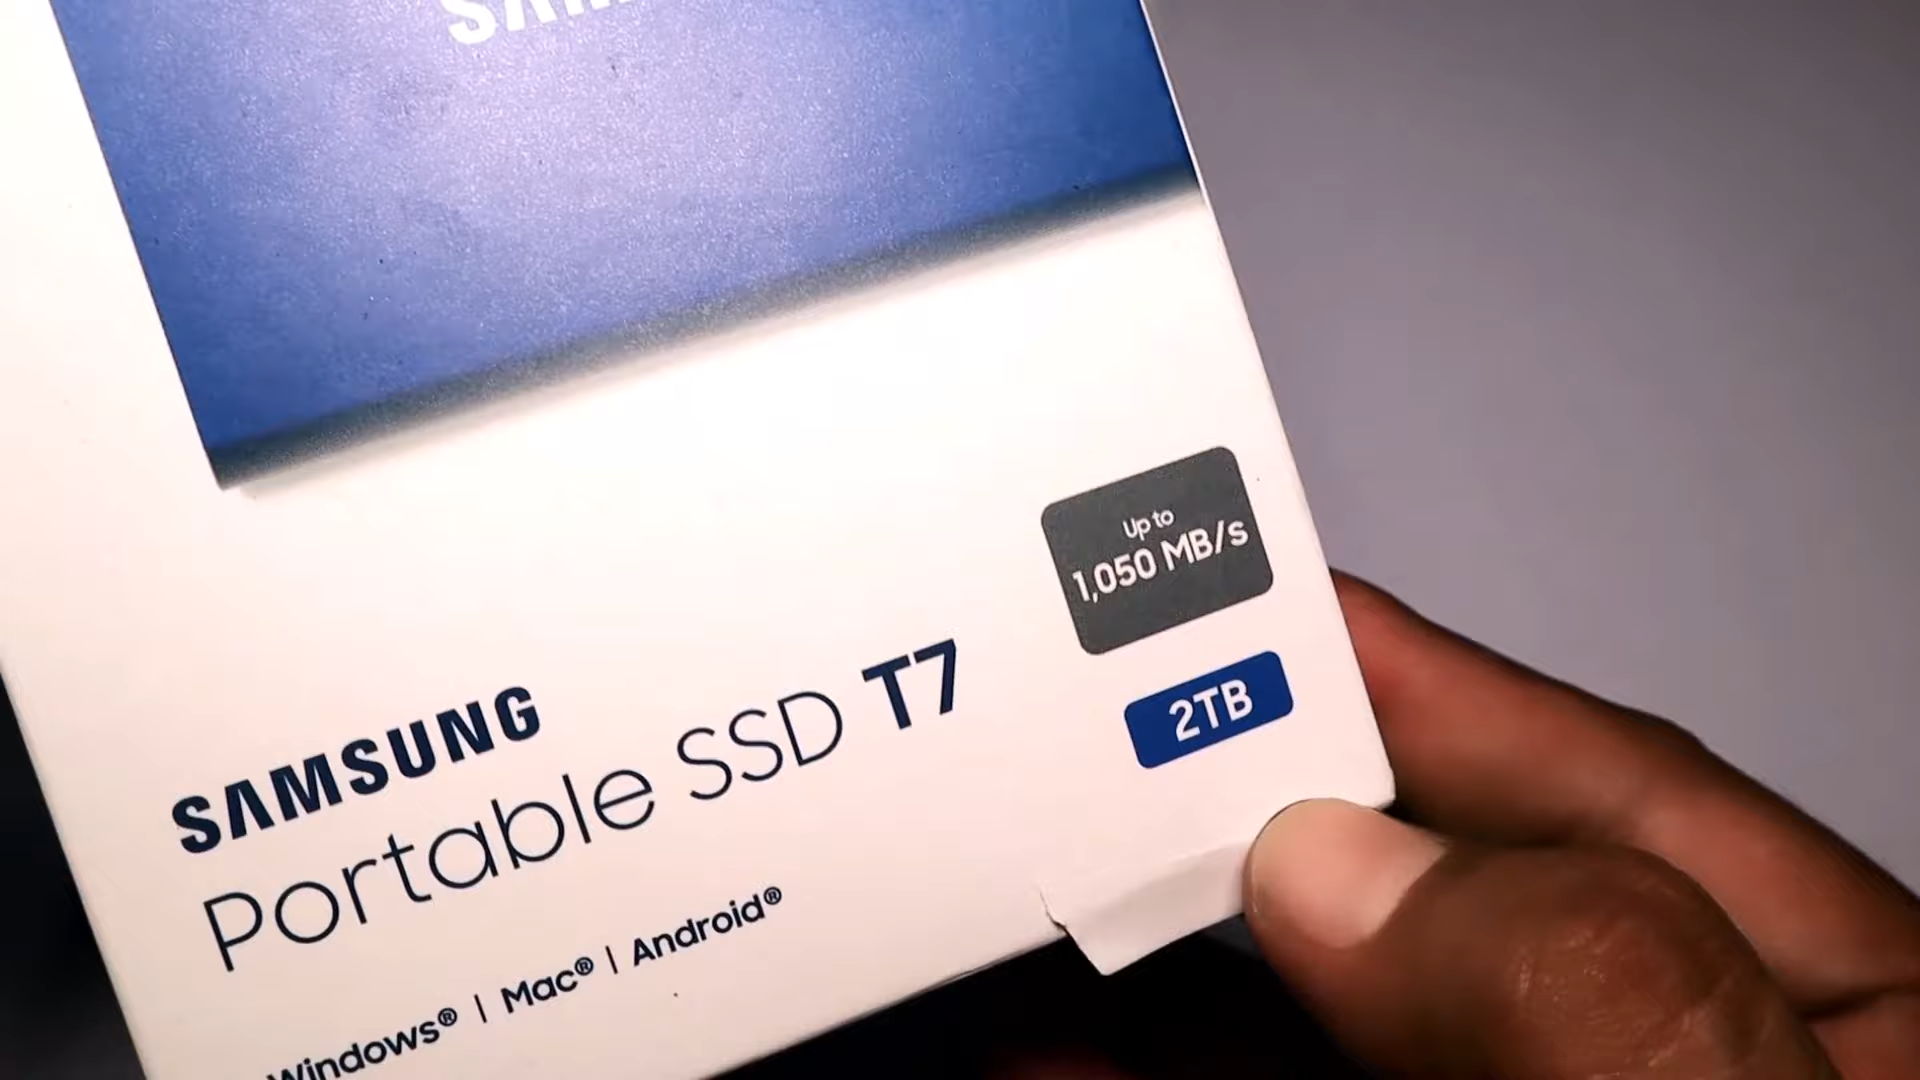 Up to
1,050 MB/s
2TB
SAMSUNG
Portable SSD T7
Windows® | Mac® | Android®